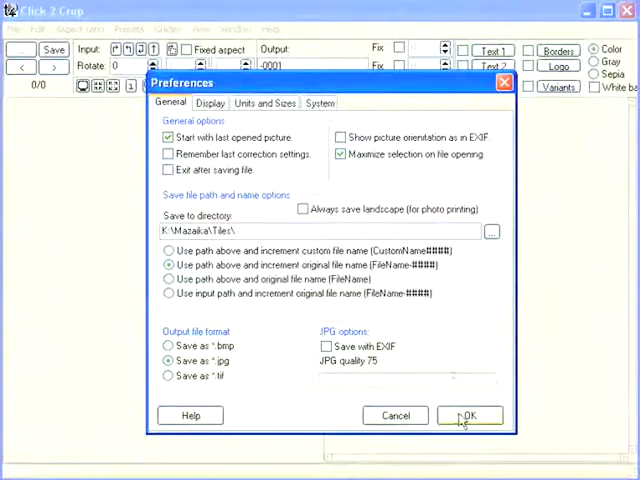 Click 2 Crop
File Edit Aspect ratio Presets Guides View Window Help
... Save Input: Fixed aspect Output: Fix Text 1 Borders Color
< > Rotate: 0 -0001 Fix Text 2 Logo Gray
Sepia
0/0 1 Variants White ba
Preferences
General Display Units and Sizes System
General options
Start with last opened picture. Show picture orientation as in EXIF.
Remember last correction settings. Maximize selection on file opening.
Exit after saving file.
Save file path and name options
Always save landscape (for photo printing)
Save to directory:
K:\Mazaika\Tiles\ ...
Use path above and increment custom file name (CustomName####)
Use path above and increment original file name (FileName-####)
Use path above and original file name (FileName)
Use input path and increment original file name (FileName-####)
Output file format JPG options:
Save as *.bmp Save with EXIF
Save as *.jpg JPG quality 75
Save as *.tif
Help Cancel OK